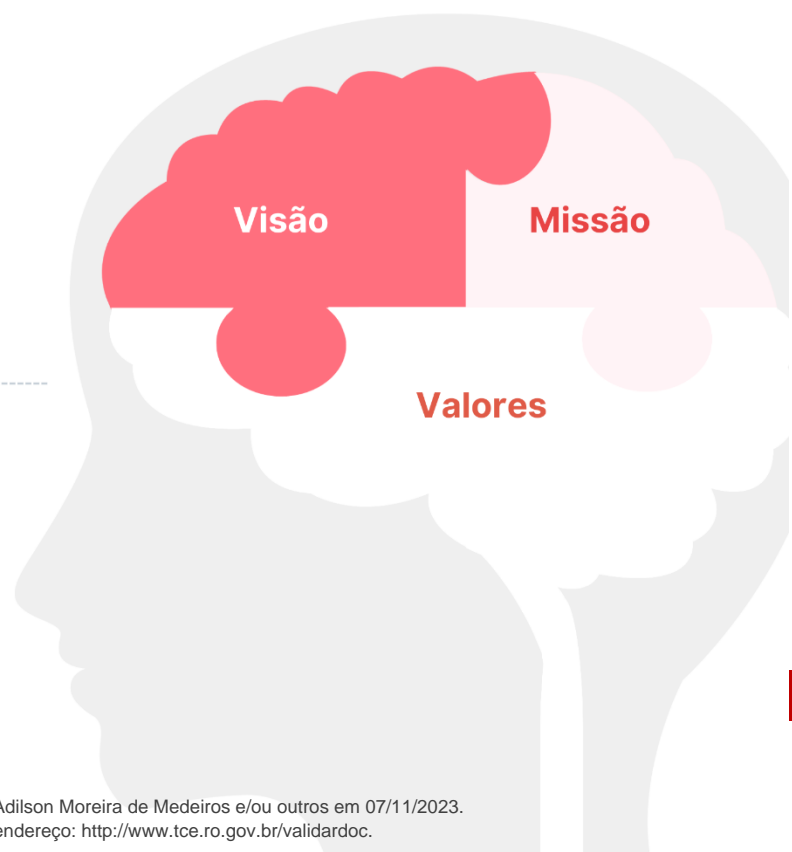 Visão
Missão
Valores
Adilson Moreira de Medeiros e/ou outros em 07/11/2023.
endereço: http://www.tce.ro.gov.br/validardoc.